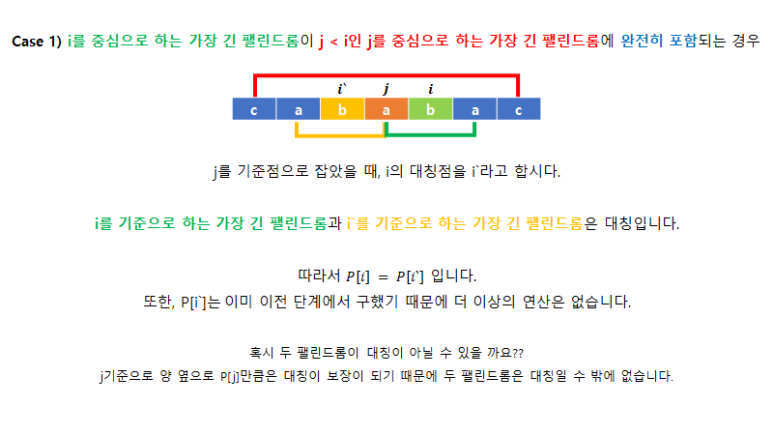 Case 1) i를 중심으로 하는 가장 긴 팰린드롬이 j < i인 j를 중심으로 하는 가장 긴 팰린드롬에 완전히 포함되는 경우
i` j i
c a b a b a c
j를 기준점으로 잡았을 때, i의 대칭점을 i`라고 합시다.
i를 기준으로 하는 가장 긴 팰린드롬과 i`를 기준으로 하는 가장 긴 팰린드롬은 대칭입니다.
따라서 P[i] = P[i`] 입니다.
또한, P[i`]는 이미 이전 단계에서 구했기 때문에 더 이상의 연산은 없습니다.
혹시 두 팰린드롬이 대칭이 아닐 수 있을 까요??
j기준으로 양 옆으로 P[j]만큼은 대칭이 보장이 되기 때문에 두 팰린드롬은 대칭일 수 밖에 없습니다.